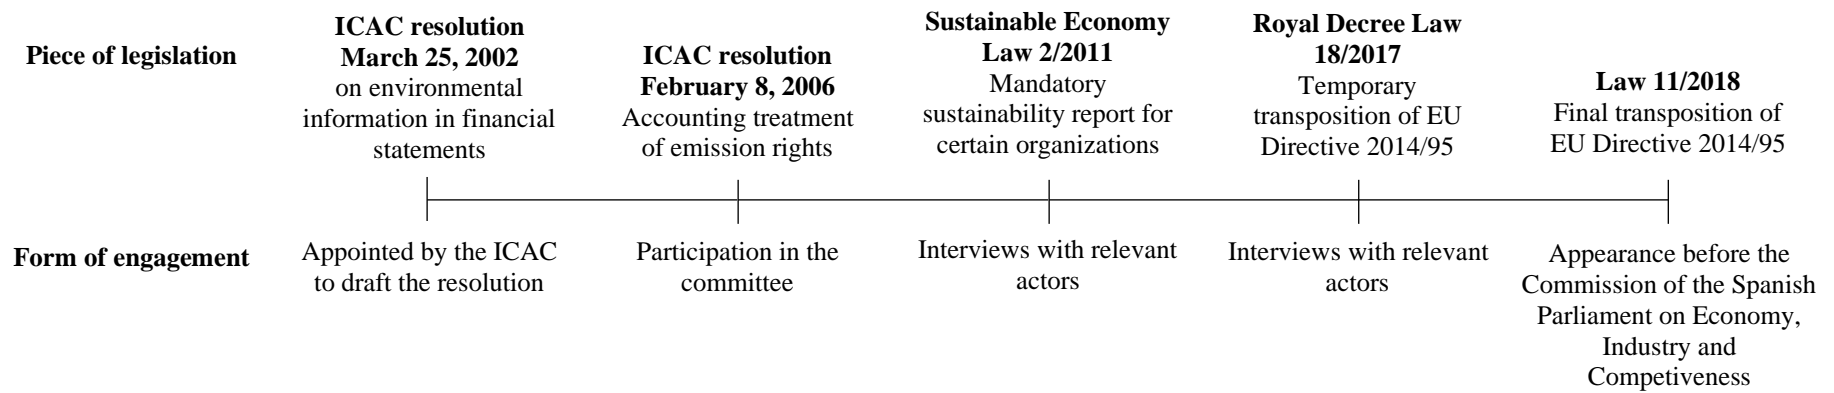 Piece of legislation
ICAC resolution
March 25, 2002
on environmental
information in financial
statements
ICAC resolution
February 8, 2006
Accounting treatment
of emission rights
Sustainable Economy
Law 2/2011
Mandatory
sustainability report for
certain organizations
Royal Decree Law
18/2017
Temporary
transposition of EU
Directive 2014/95
Law 11/2018
Final transposition of
EU Directive 2014/95
Form of engagement
Appointed by the ICAC
to draft the resolution
Participation in the
committee
Interviews with relevant
actors
Interviews with relevant
actors
Appearance before the
Commission of the Spanish
Parliament on Economy,
Industry and
Competiveness